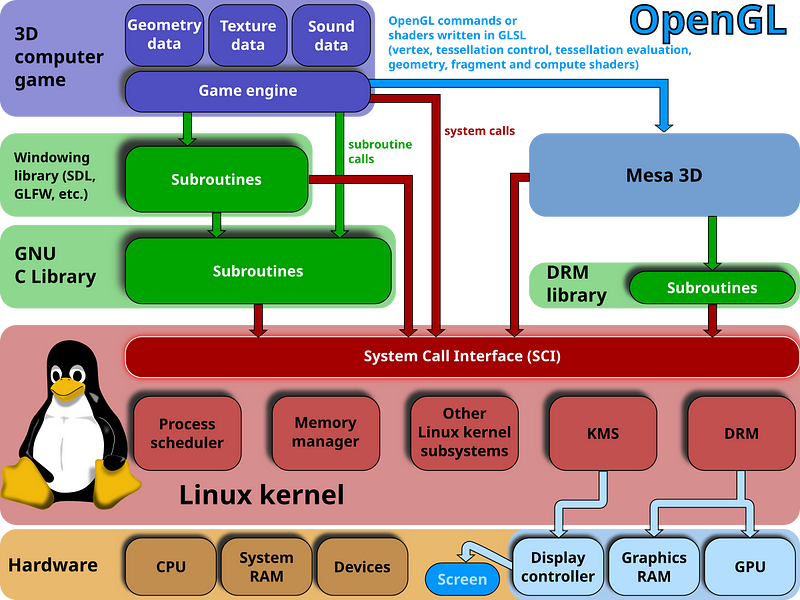 3D
computer
game
Geometry
data
Texture
data
Sound
data
Game engine
OpenGL commands or
shaders written in GLSL
(vertex, tessellation control, tessellation evaluation,
geometry, fragment and compute shaders)
OpenGL
Windowing
library (SDL,
GLFW, etc.)
Subroutines
subroutine
calls
system calls
Mesa 3D
GNU
C Library
Subroutines
DRM
library
Subroutines
System Call Interface (SCI)
Process
scheduler
Memory
manager
Other
Linux kernel
subsystems
KMS
DRM
Linux kernel
Hardware
CPU
System
RAM
Devices
Screen
Display
controller
Graphics
RAM
GPU